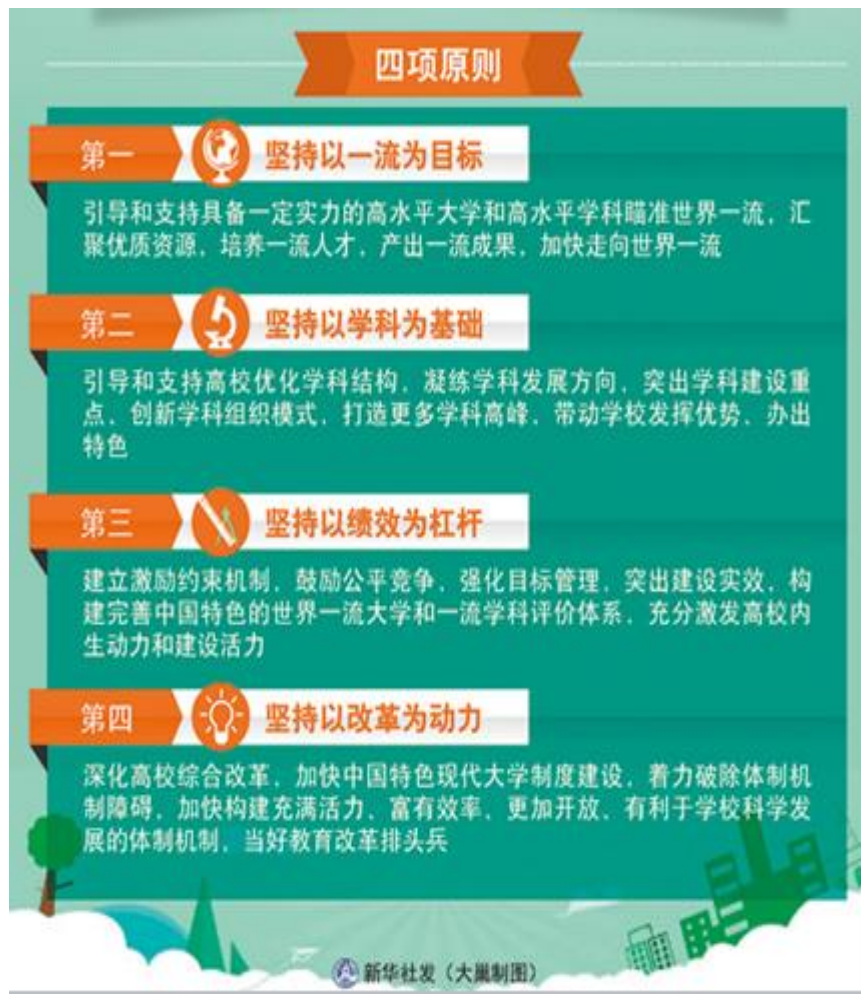 四项原则
第一 坚持以一流为目标
引导和支持具备一定实力的高水平大学和高水平学科瞄准世界一流，汇
聚优质资源，培养一流人才，产出一流成果，加快走向世界一流
第二 坚持以学科为基础
引导和支持高校优化学科结构，凝练学科发展方向，突出学科建设重
点，创新学科组织模式，打造更多学科高峰，带动学校发挥优势、办出
特色
第三 坚持以绩效为杠杆
建立激励约束机制，鼓励公平竞争，强化目标管理，突出建设实效，构
建完善中国特色的世界一流大学和一流学科评价体系，充分激发高校内
生动力和建设活力
第四 坚持以改革为动力
深化高校综合改革，加快中国特色现代大学制度建设，着力破除体制机
制障碍，加快构建充满活力、富有效率、更加开放、有利于学校科学发
展的体制机制，当好教育改革排头兵
新华社发（大巢制图）